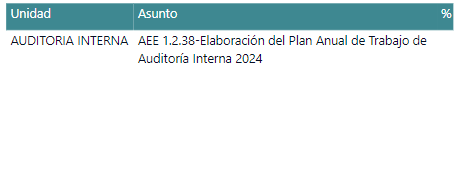 Unidad Asunto %
AUDITORIA INTERNA AEE 1.2.38-Elaboración del Plan Anual de Trabajo de
Auditoría Interna 2024